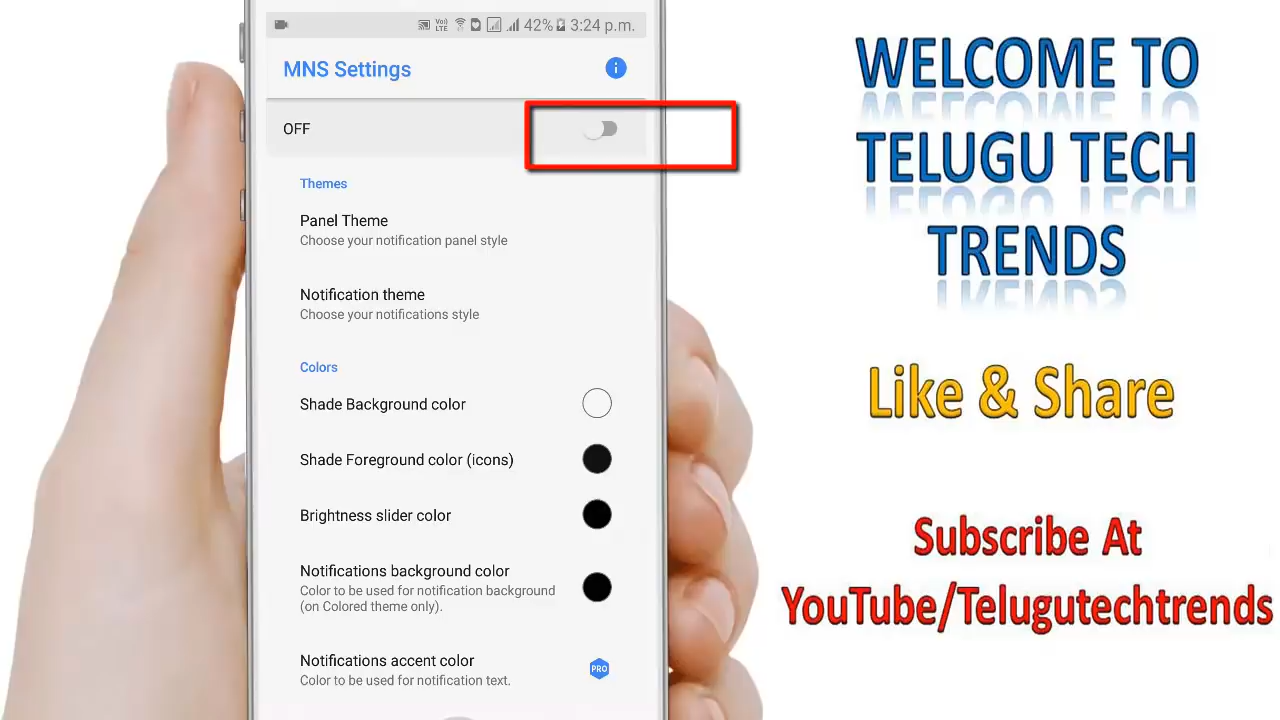 Vo)) LTE 42% 3:24 p.m.
MNS Settings
OFF
Themes
Panel Theme
Choose your notification panel style
Notification theme
Choose your notifications style
Colors
Shade Background color
Shade Foreground color (icons)
Brightness slider color
Notifications background color
Color to be used for notification background
(on Colored theme only).
Notifications accent color
PRO
Color to be used for notification text.
WELCOME TO
TELUGU TECH
TRENDS
Like & Share
Subscribe At
YouTube/Telugutechtrends